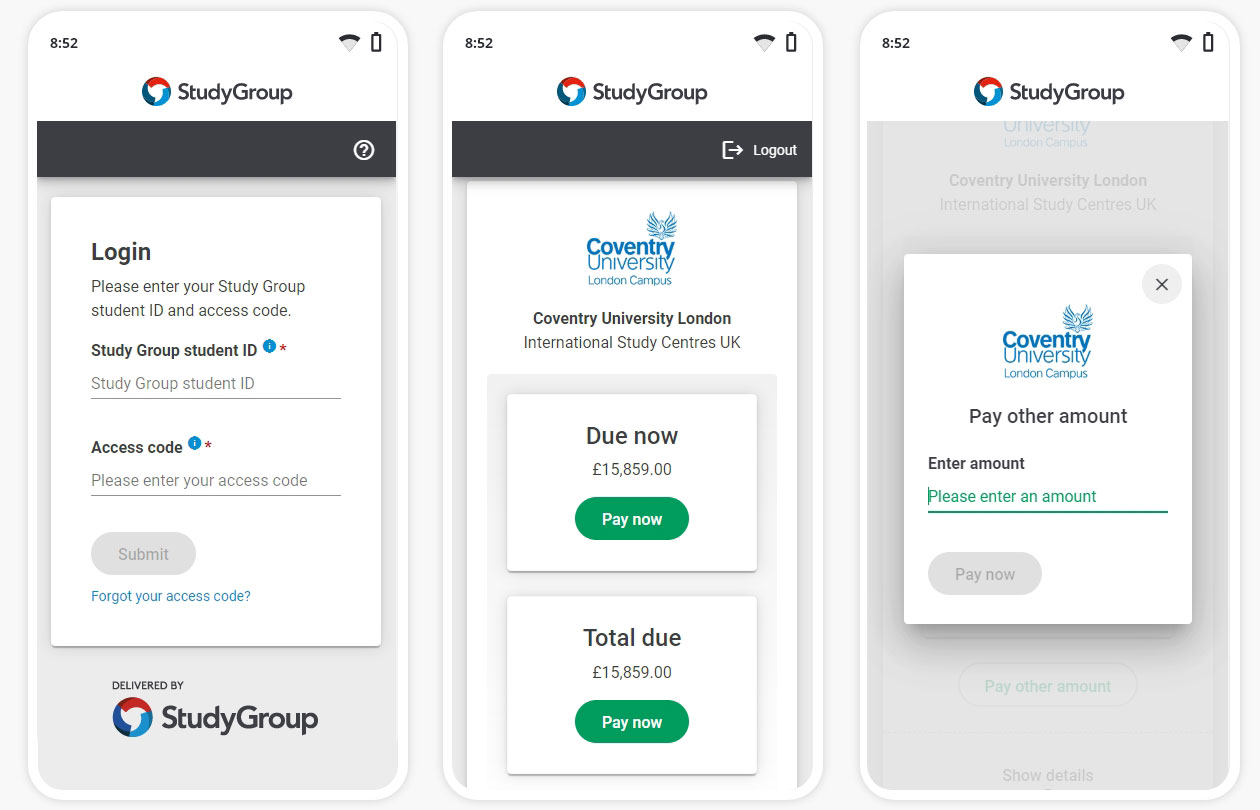 8:52
StudyGroup
Login
Please enter your Study Group
student ID and access code.
Study Group student ID i *
Study Group student ID
Access code i *
Please enter your access code
Submit
Forgot your access code?
DELIVERED BY
StudyGroup
8:52
StudyGroup
Logout
Coventry
University
London Campus
Coventry University London
International Study Centres UK
Due now
£15,859.00
Pay now
Total due
£15,859.00
Pay now
8:52
StudyGroup
University
London Campus
Coventry University London
International Study Centres UK
Coventry
University
London Campus
Pay other amount
Enter amount
Please enter an amount
Pay now
Pay other amount
Show details